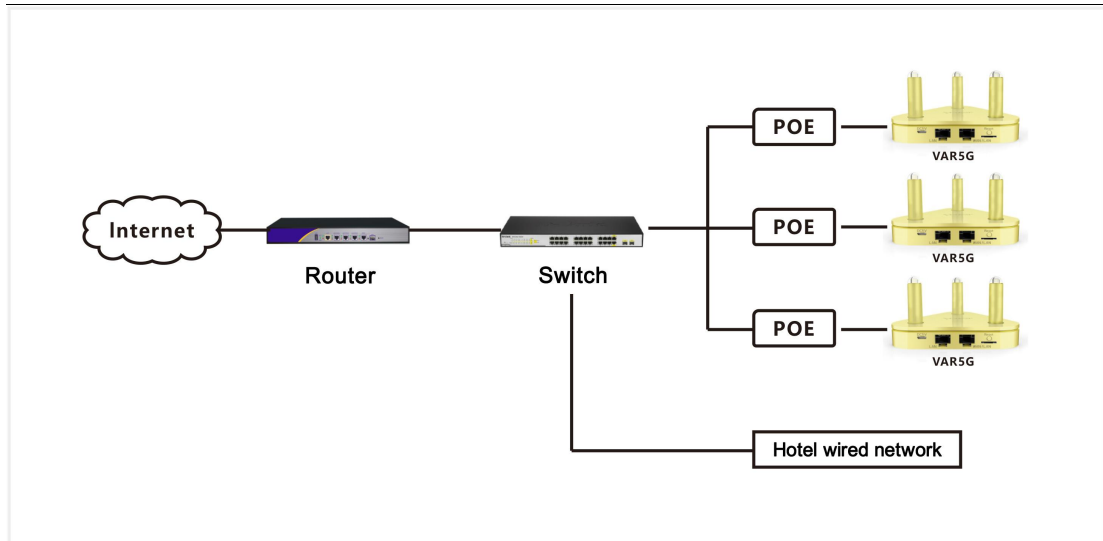 Internet
Router
Switch
POE
VAR5G
POE
VAR5G
POE
VAR5G
Hotel wired network